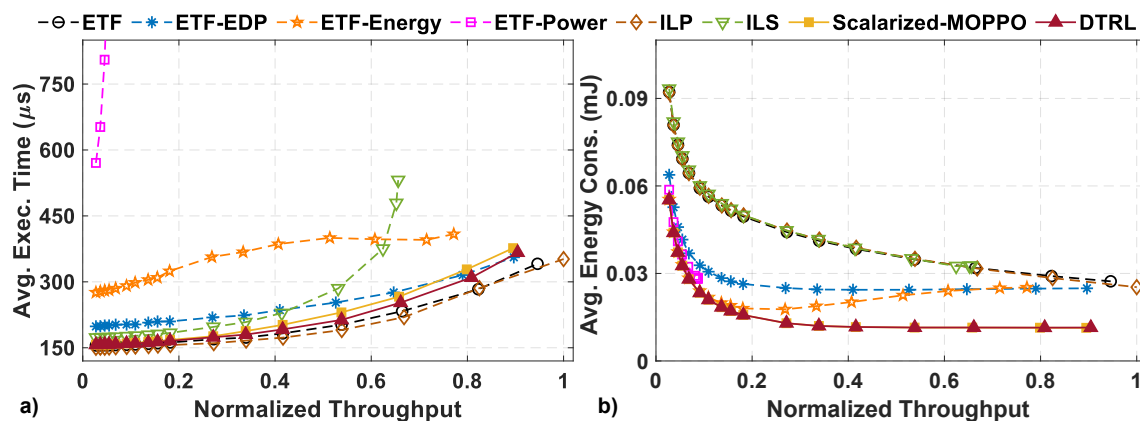 ETF ETF-EDP ETF-Energy ETF-Power ILP ILS Scalarized-MOPPO DTRL
Avg. Exec. Time (μs)
750
600
450
300
150
0 0.2 0.4 0.6 0.8 1
Normalized Throughput
a)
Avg. Energy Cons. (mJ)
0.09
0.06
0.03
0
0 0.2 0.4 0.6 0.8 1
Normalized Throughput
b)